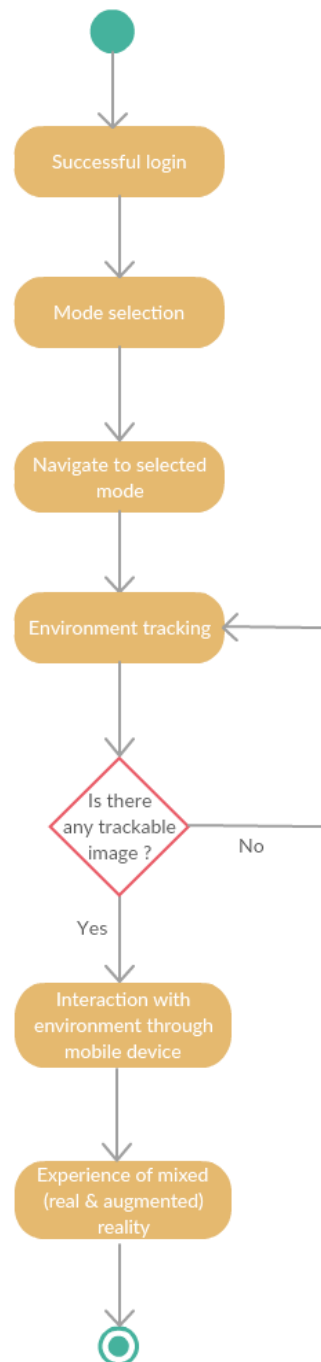 Successful login
Mode selection
Navigate to selected
mode
Environment tracking
Is there
any trackable
image ?
No
Yes
Interaction with
environment through
mobile device
Experience of mixed
(real & augmented)
reality